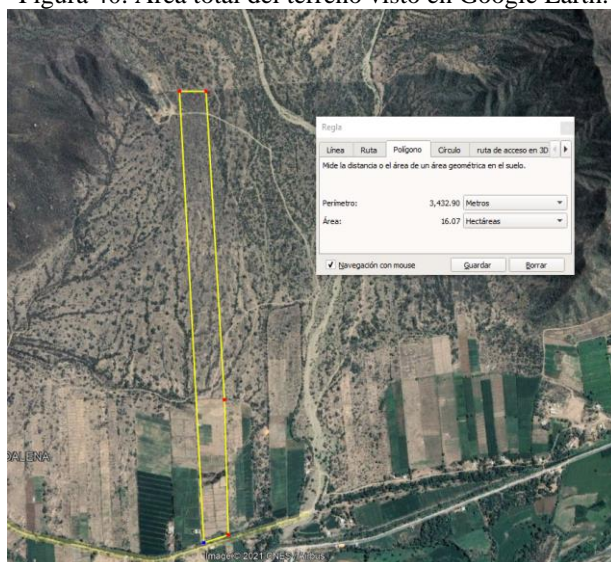 Figura 40. Área total del terreno visto en Google Earth.
Regla
Línea Ruta Polígono Círculo ruta de acceso en 3D
Mide la distancia o el área de un área geométrica en el suelo.
Perímetro: 3,432.90 Metros
Área: 16.07 Hectáreas
Navegación con mouse Guardar Borrar
DALENA
Image © 2021 CNES / Airbus